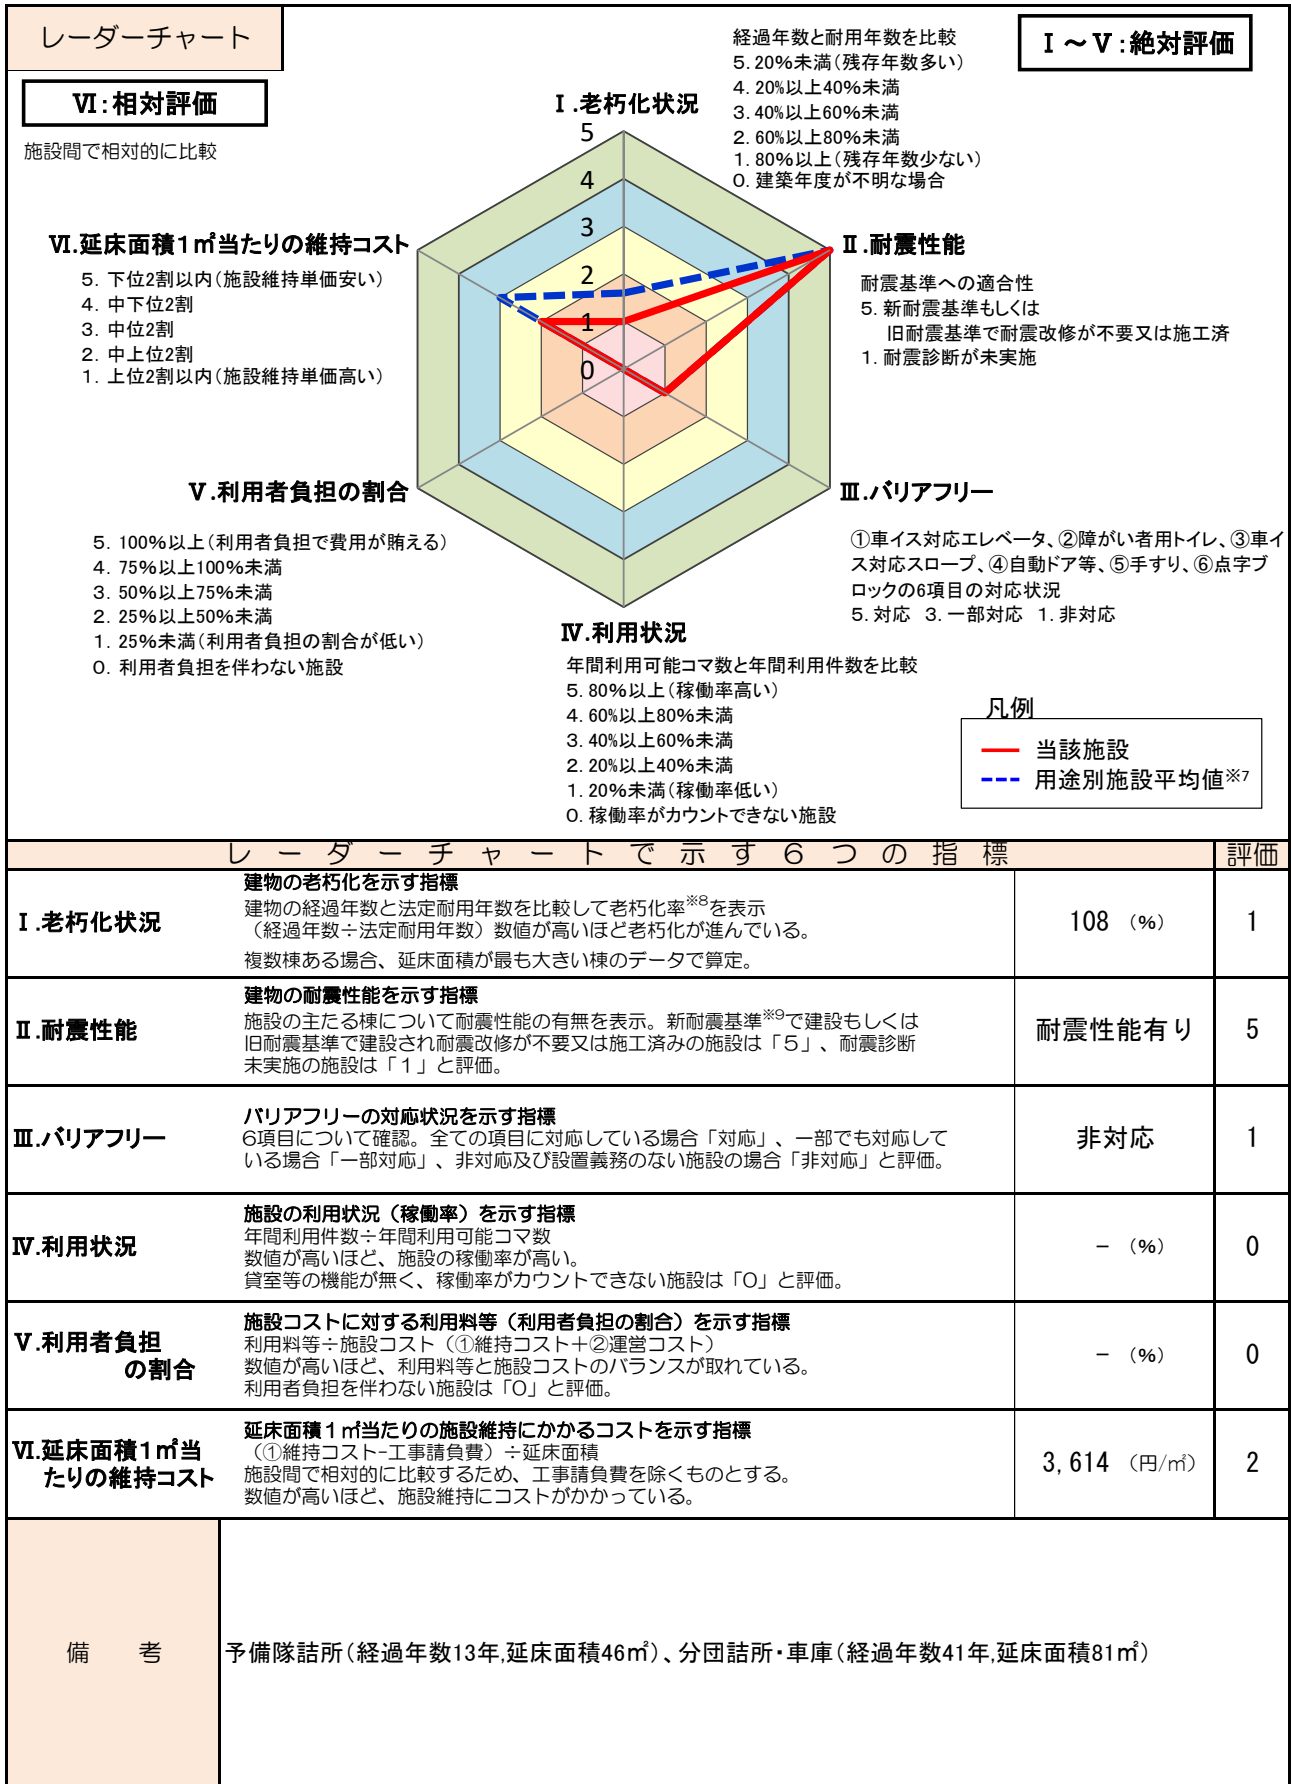 レーダーチャート
Ⅰ～Ⅴ:絶対評価
Ⅵ:相対評価
施設間で相対的に比較
経過年数と耐用年数を比較
5. 20%未満(残存年数多い)
4. 20%以上40%未満
3. 40%以上60%未満
2. 60%以上80%未満
1. 80%以上(残存年数少ない)
0. 建築年度が不明な場合
Ⅰ.老朽化状況
5
4
3
2
1
0
Ⅱ.耐震性能
耐震基準への適合性
5. 新耐震基準もしくは
旧耐震基準で耐震改修が不要又は施工済
1. 耐震診断が未実施
Ⅵ.延床面積1㎡当たりの維持コスト
5. 下位2割以内(施設維持単価安い)
4. 中下位2割
3. 中位2割
2. 中上位2割
1. 上位2割以内(施設維持単価高い)
Ⅴ.利用者負担の割合
5. 100%以上(利用者負担で費用が賄える)
4. 75%以上100%未満
3. 50%以上75%未満
2. 25%以上50%未満
1. 25%未満(利用者負担の割合が低い)
0. 利用者負担を伴わない施設
Ⅲ.バリアフリー
①車イス対応エレベータ、②障がい者用トイレ、③車イ
ス対応スロープ、④自動ドア等、⑤手すり、⑥点字ブ
ロックの6項目の対応状況
5. 対応 3. 一部対応 1. 非対応
Ⅳ.利用状況
年間利用可能コマ数と年間利用件数を比較
5. 80%以上(稼働率高い)
4. 60%以上80%未満
3. 40%以上60%未満
2. 20%以上40%未満
1. 20%未満(稼働率低い)
0. 稼働率がカウントできない施設
凡例
当該施設
用途別施設平均値※7
レーダーチャートで示す6つの指標 評価
Ⅰ.老朽化状況
建物の老朽化を示す指標
建物の経過年数と法定耐用年数を比較して老朽化率※8を表示
(経過年数÷法定耐用年数)数値が高いほど老朽化が進んでいる。
複数棟ある場合、延床面積が最も大きい棟のデータで算定。
108 (%) 1
Ⅱ.耐震性能
建物の耐震性能を示す指標
施設の主たる棟について耐震性能の有無を表示。新耐震基準※9で建設もしくは
旧耐震基準で建設され耐震改修が不要又は施工済みの施設は「5」、耐震診断
未実施の施設は「1」と評価。
耐震性能有り 5
Ⅲ.バリアフリー
バリアフリーの対応状況を示す指標
6項目について確認。全ての項目に対応している場合「対応」、一部でも対応して
いる場合「一部対応」、非対応及び設置義務のない施設の場合「非対応」と評価。
非対応 1
Ⅳ.利用状況
施設の利用状況(稼働率)を示す指標
年間利用件数÷年間利用可能コマ数
数値が高いほど、施設の稼働率が高い。
貸室等の機能が無く、稼働率がカウントできない施設は「0」と評価。
- (%) 0
Ⅴ.利用者負担
の割合
施設コストに対する利用料等(利用者負担の割合)を示す指標
利用料等÷施設コスト(①維持コスト+②運営コスト)
数値が高いほど、利用料等と施設コストのバランスが取れている。
利用者負担を伴わない施設は「0」と評価。
- (%) 0
Ⅵ.延床面積1㎡当
たりの維持コスト
延床面積1㎡当たりの施設維持にかかるコストを示す指標
(①維持コスト-工事請負費)÷延床面積
施設間で相対的に比較するため、工事請負費を除くものとする。
数値が高いほど、施設維持にコストがかかっている。
3,614 (円/㎡) 2
備 考
予備隊詰所(経過年数13年,延床面積46㎡)、分団詰所・車庫(経過年数41年,延床面積81㎡)